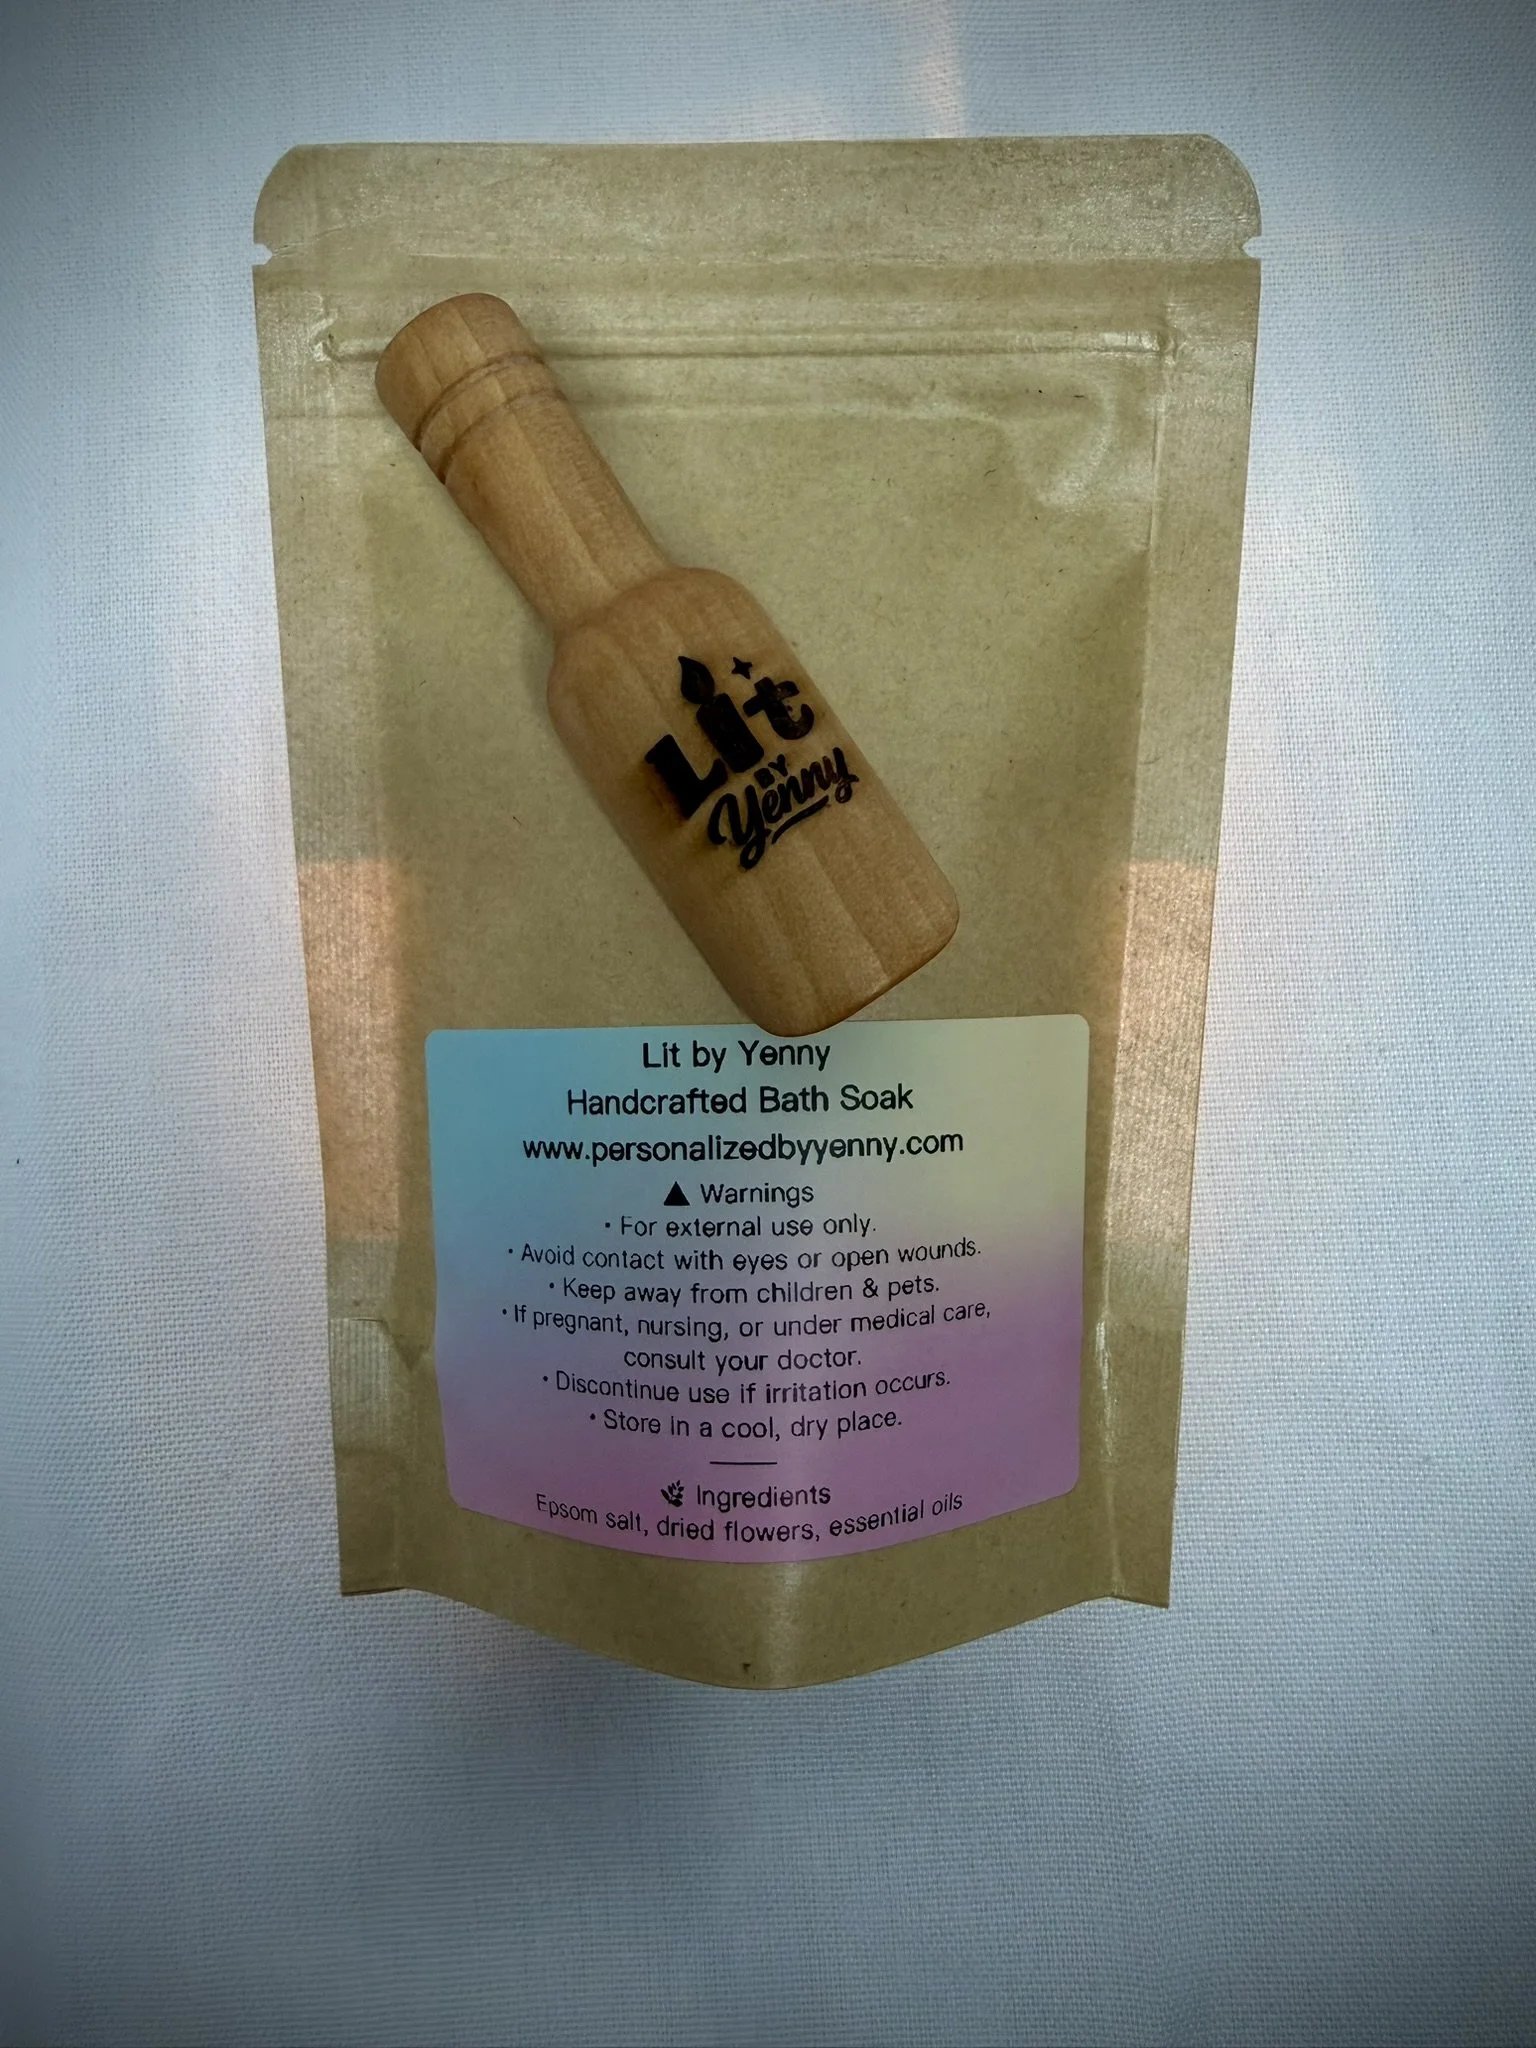 Lit
BY
Yenny
Lit by Yenny
Handcrafted Bath Soak
www.personalizedbyyenny.com
▲ Warnings
• For external use only.
• Avoid contact with eyes or open wounds.
• Keep away from children & pets.
• If pregnant, nursing, or under medical care,
consult your doctor.
• Discontinue use if irritation occurs.
• Store in a cool, dry place.
Ingredients
Epsom salt, dried flowers, essential oils